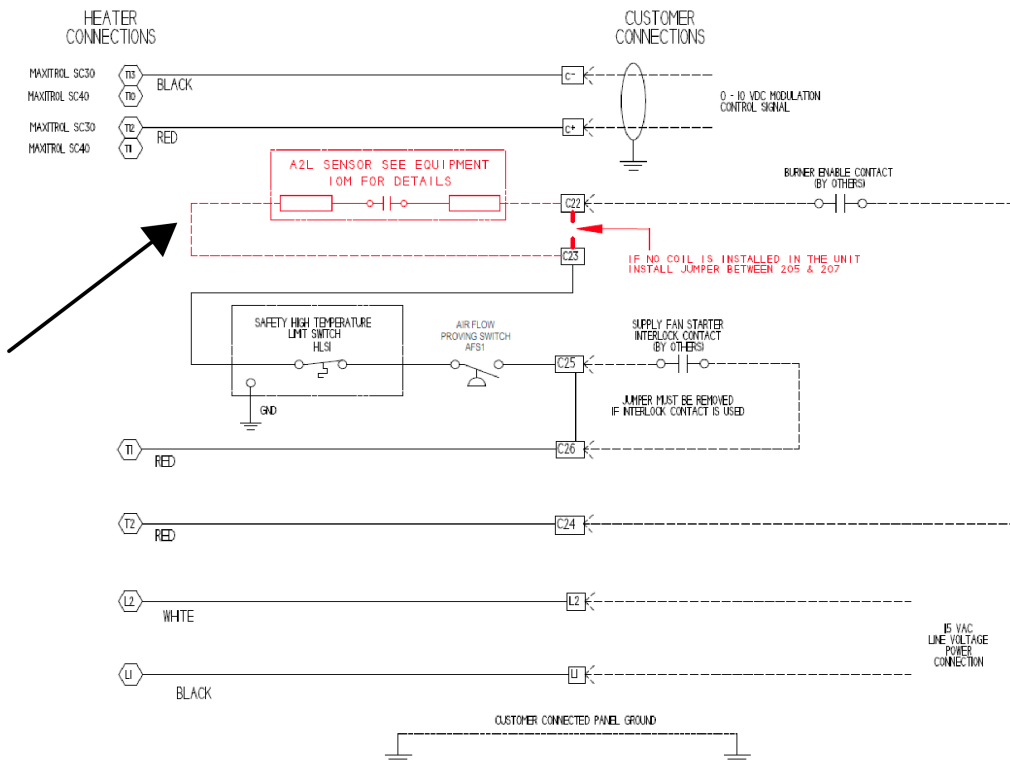 HEATER
CONNECTIONS
CUSTOMER
CONNECTIONS
MAXITROL SC30
T13
BLACK
C-
MAXITROL SC40
T10
0 - 10 VDC MODULATION
CONTROL SIGNAL
MAXITROL SC30
T12
RED
C+
MAXITROL SC40
T1
A2L SENSOR SEE EQUIPMENT
IOM FOR DETAILS
BURNER ENABLE CONTACT
(BY OTHERS)
C22
C23
IF NO COIL IS INSTALLED IN THE UNIT
INSTALL JUMPER BETWEEN 205 & 207
SAFETY HIGH TEMPERATURE
LIMIT SWITCH
HLS1
AIR FLOW
PROVING SWITCH
AFS1
SUPPLY FAN STARTER
INTERLOCK CONTACT
(BY OTHERS)
C25
GND
JUMPER MUST BE REMOVED
IF INTERLOCK CONTACT IS USED
T1
RED
C26
T2
RED
C24
L2
WHITE
L2
115 VAC
LINE VOLTAGE
POWER
CONNECTION
L1
BLACK
L1
CUSTOMER CONNECTED PANEL GROUND